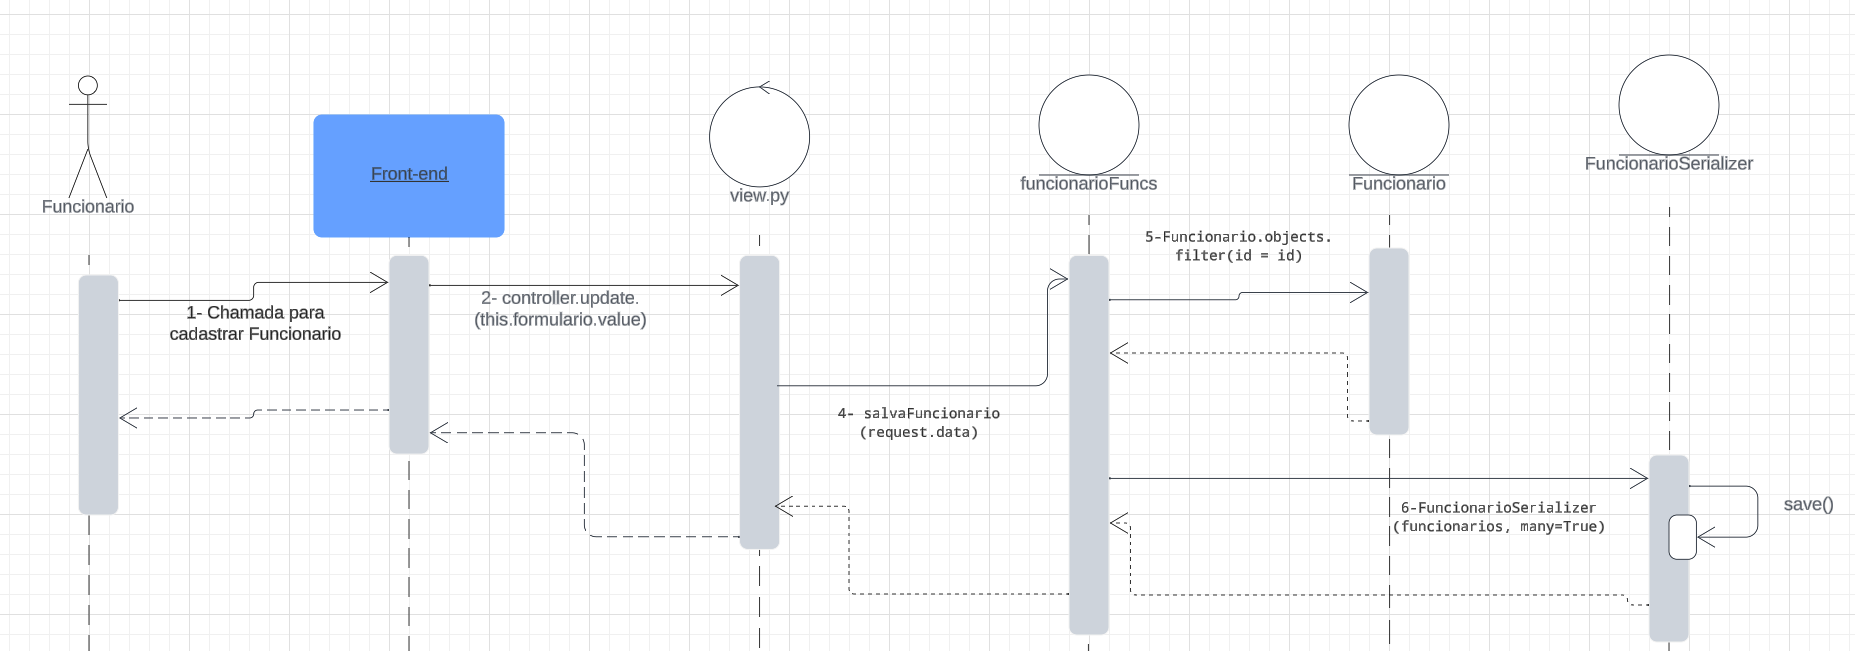 Funcionario
Front-end
view.py
funcionarioFuncs
Funcionario
FuncionarioSerializer
1- Chamada para
cadastrar Funcionario
2- controller.update.
(this.formulario.value)
4- salvaFuncionario
(request.data)
5-Funcionario.objects.
filter(id = id)
6-FuncionarioSerializer
(funcionarios, many=True)
save()